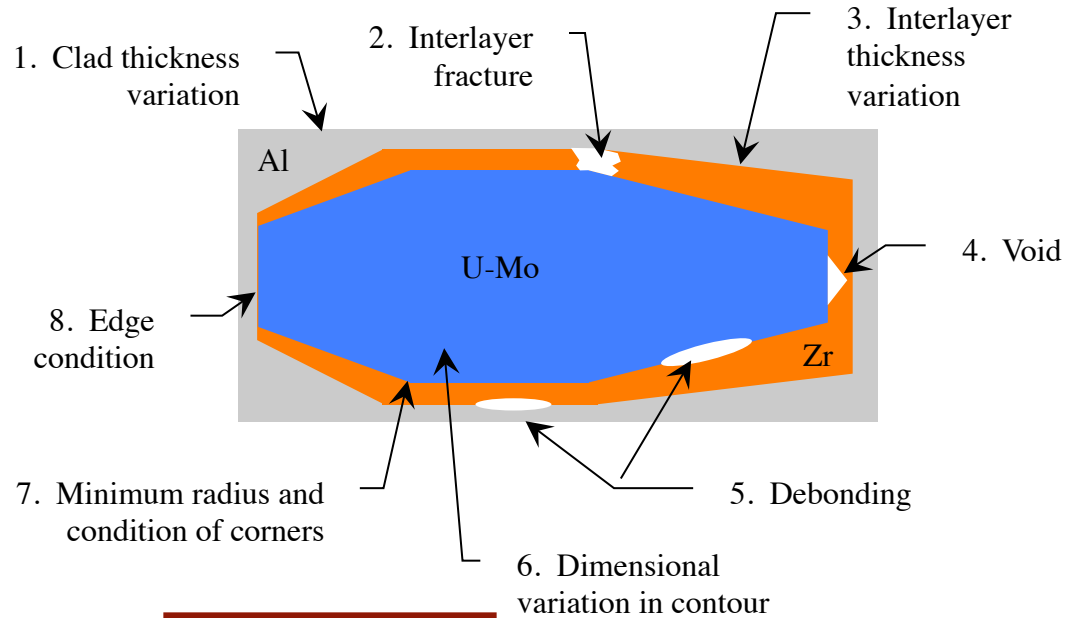 1. Clad thickness
variation
2. Interlayer
fracture
3. Interlayer
thickness
variation
Al
4. Void
U-Mo
8. Edge
condition
Zr
7. Minimum radius and
condition of corners
5. Debonding
6. Dimensional
variation in contour